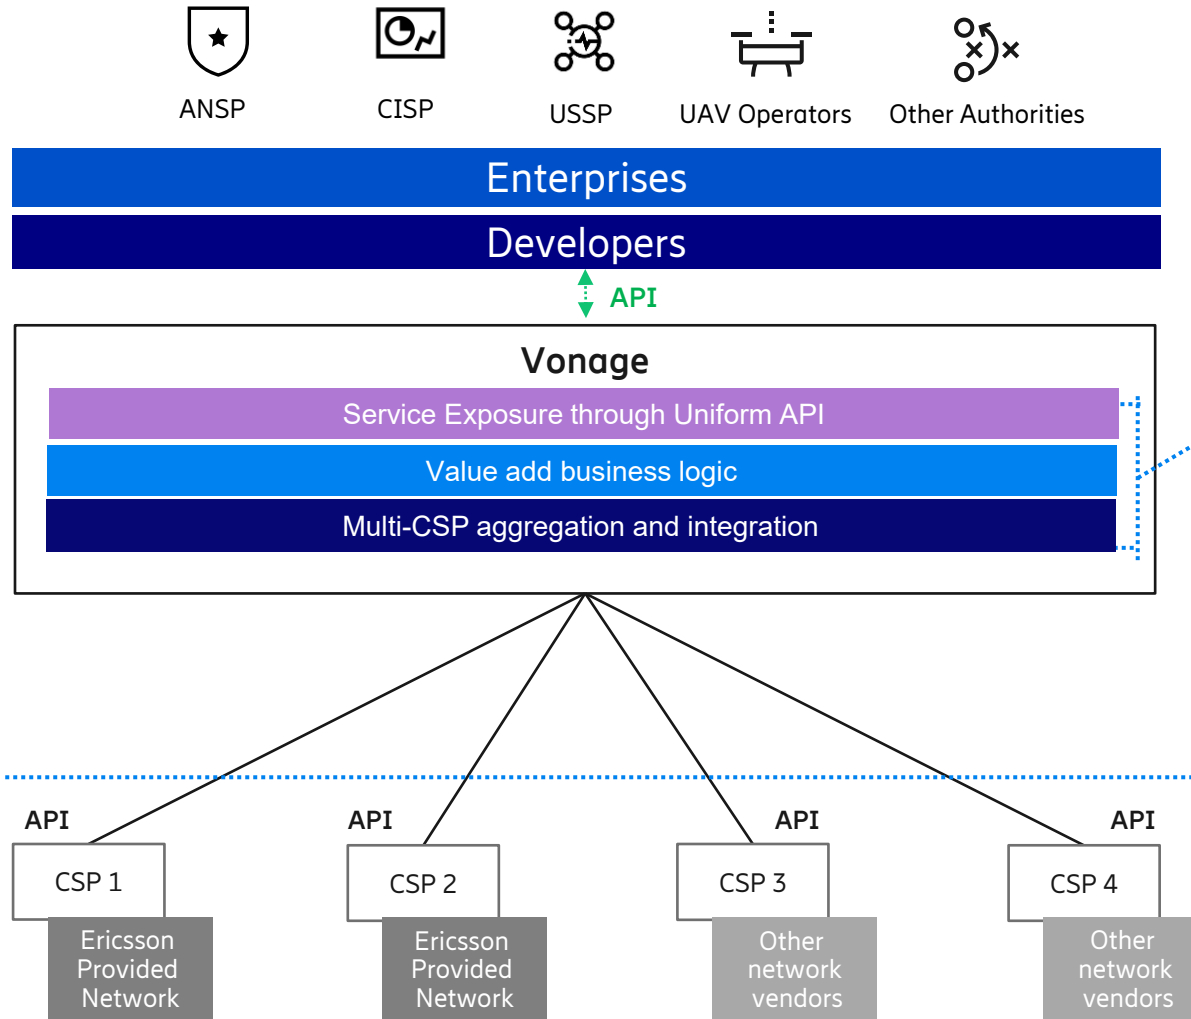 ANSP
CISP
USSP
UAV Operators
Other Authorities
Enterprises
Developers
API
Vonage
Service Exposure through Uniform API
Value add business logic
Multi-CSP aggregation and integration
API
API
API
API
CSP 1
CSP 2
CSP 3
CSP 4
Ericsson
Provided
Network
Ericsson
Provided
Network
Other
network
vendors
Other
network
vendors